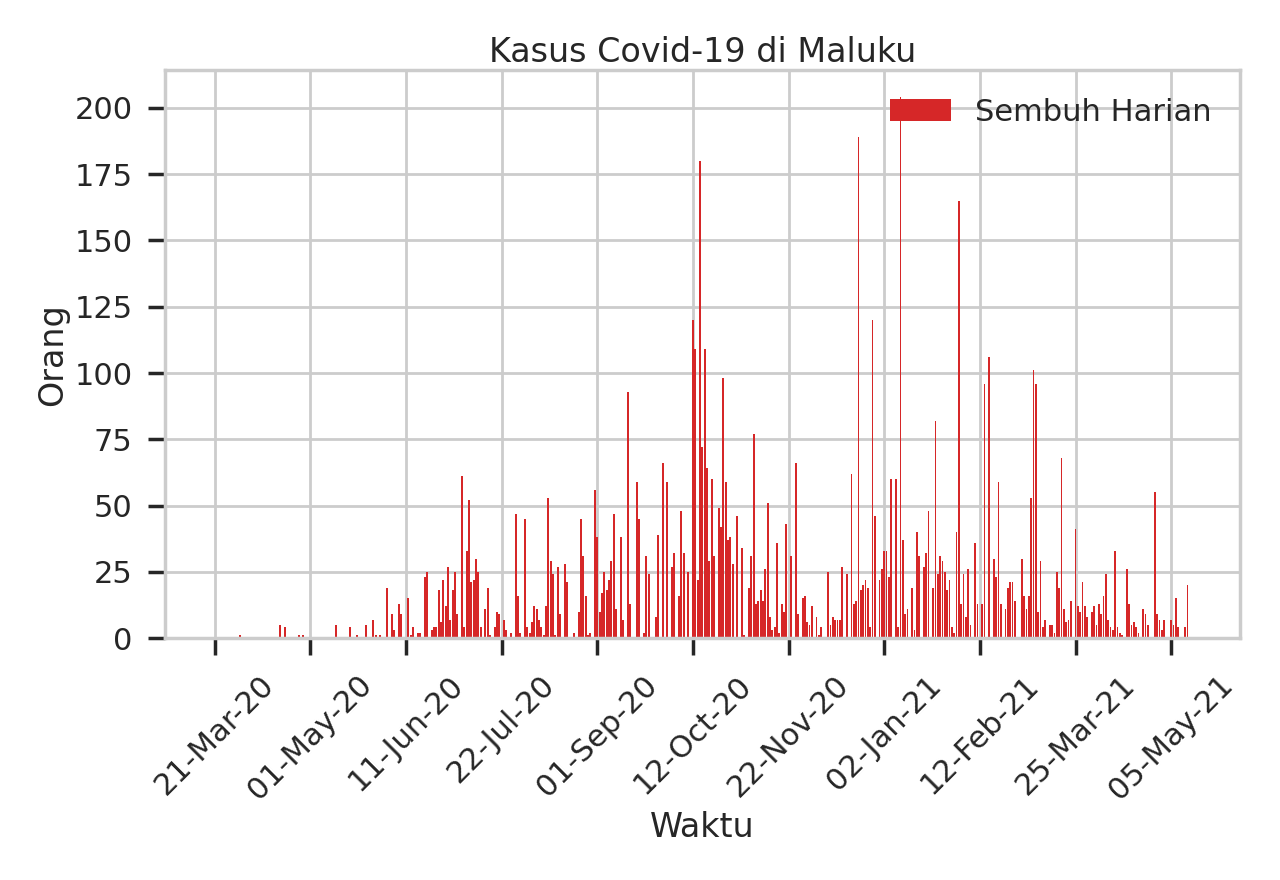 Kasus Covid-19 di Maluku
Sembuh Harian
200
175
150
125
100
75
50
25
0
Orang
21-Mar-20
01-May-20
11-Jun-20
22-Jul-20
01-Sep-20
12-Oct-20
22-Nov-20
02-Jan-21
12-Feb-21
25-Mar-21
05-May-21
Waktu